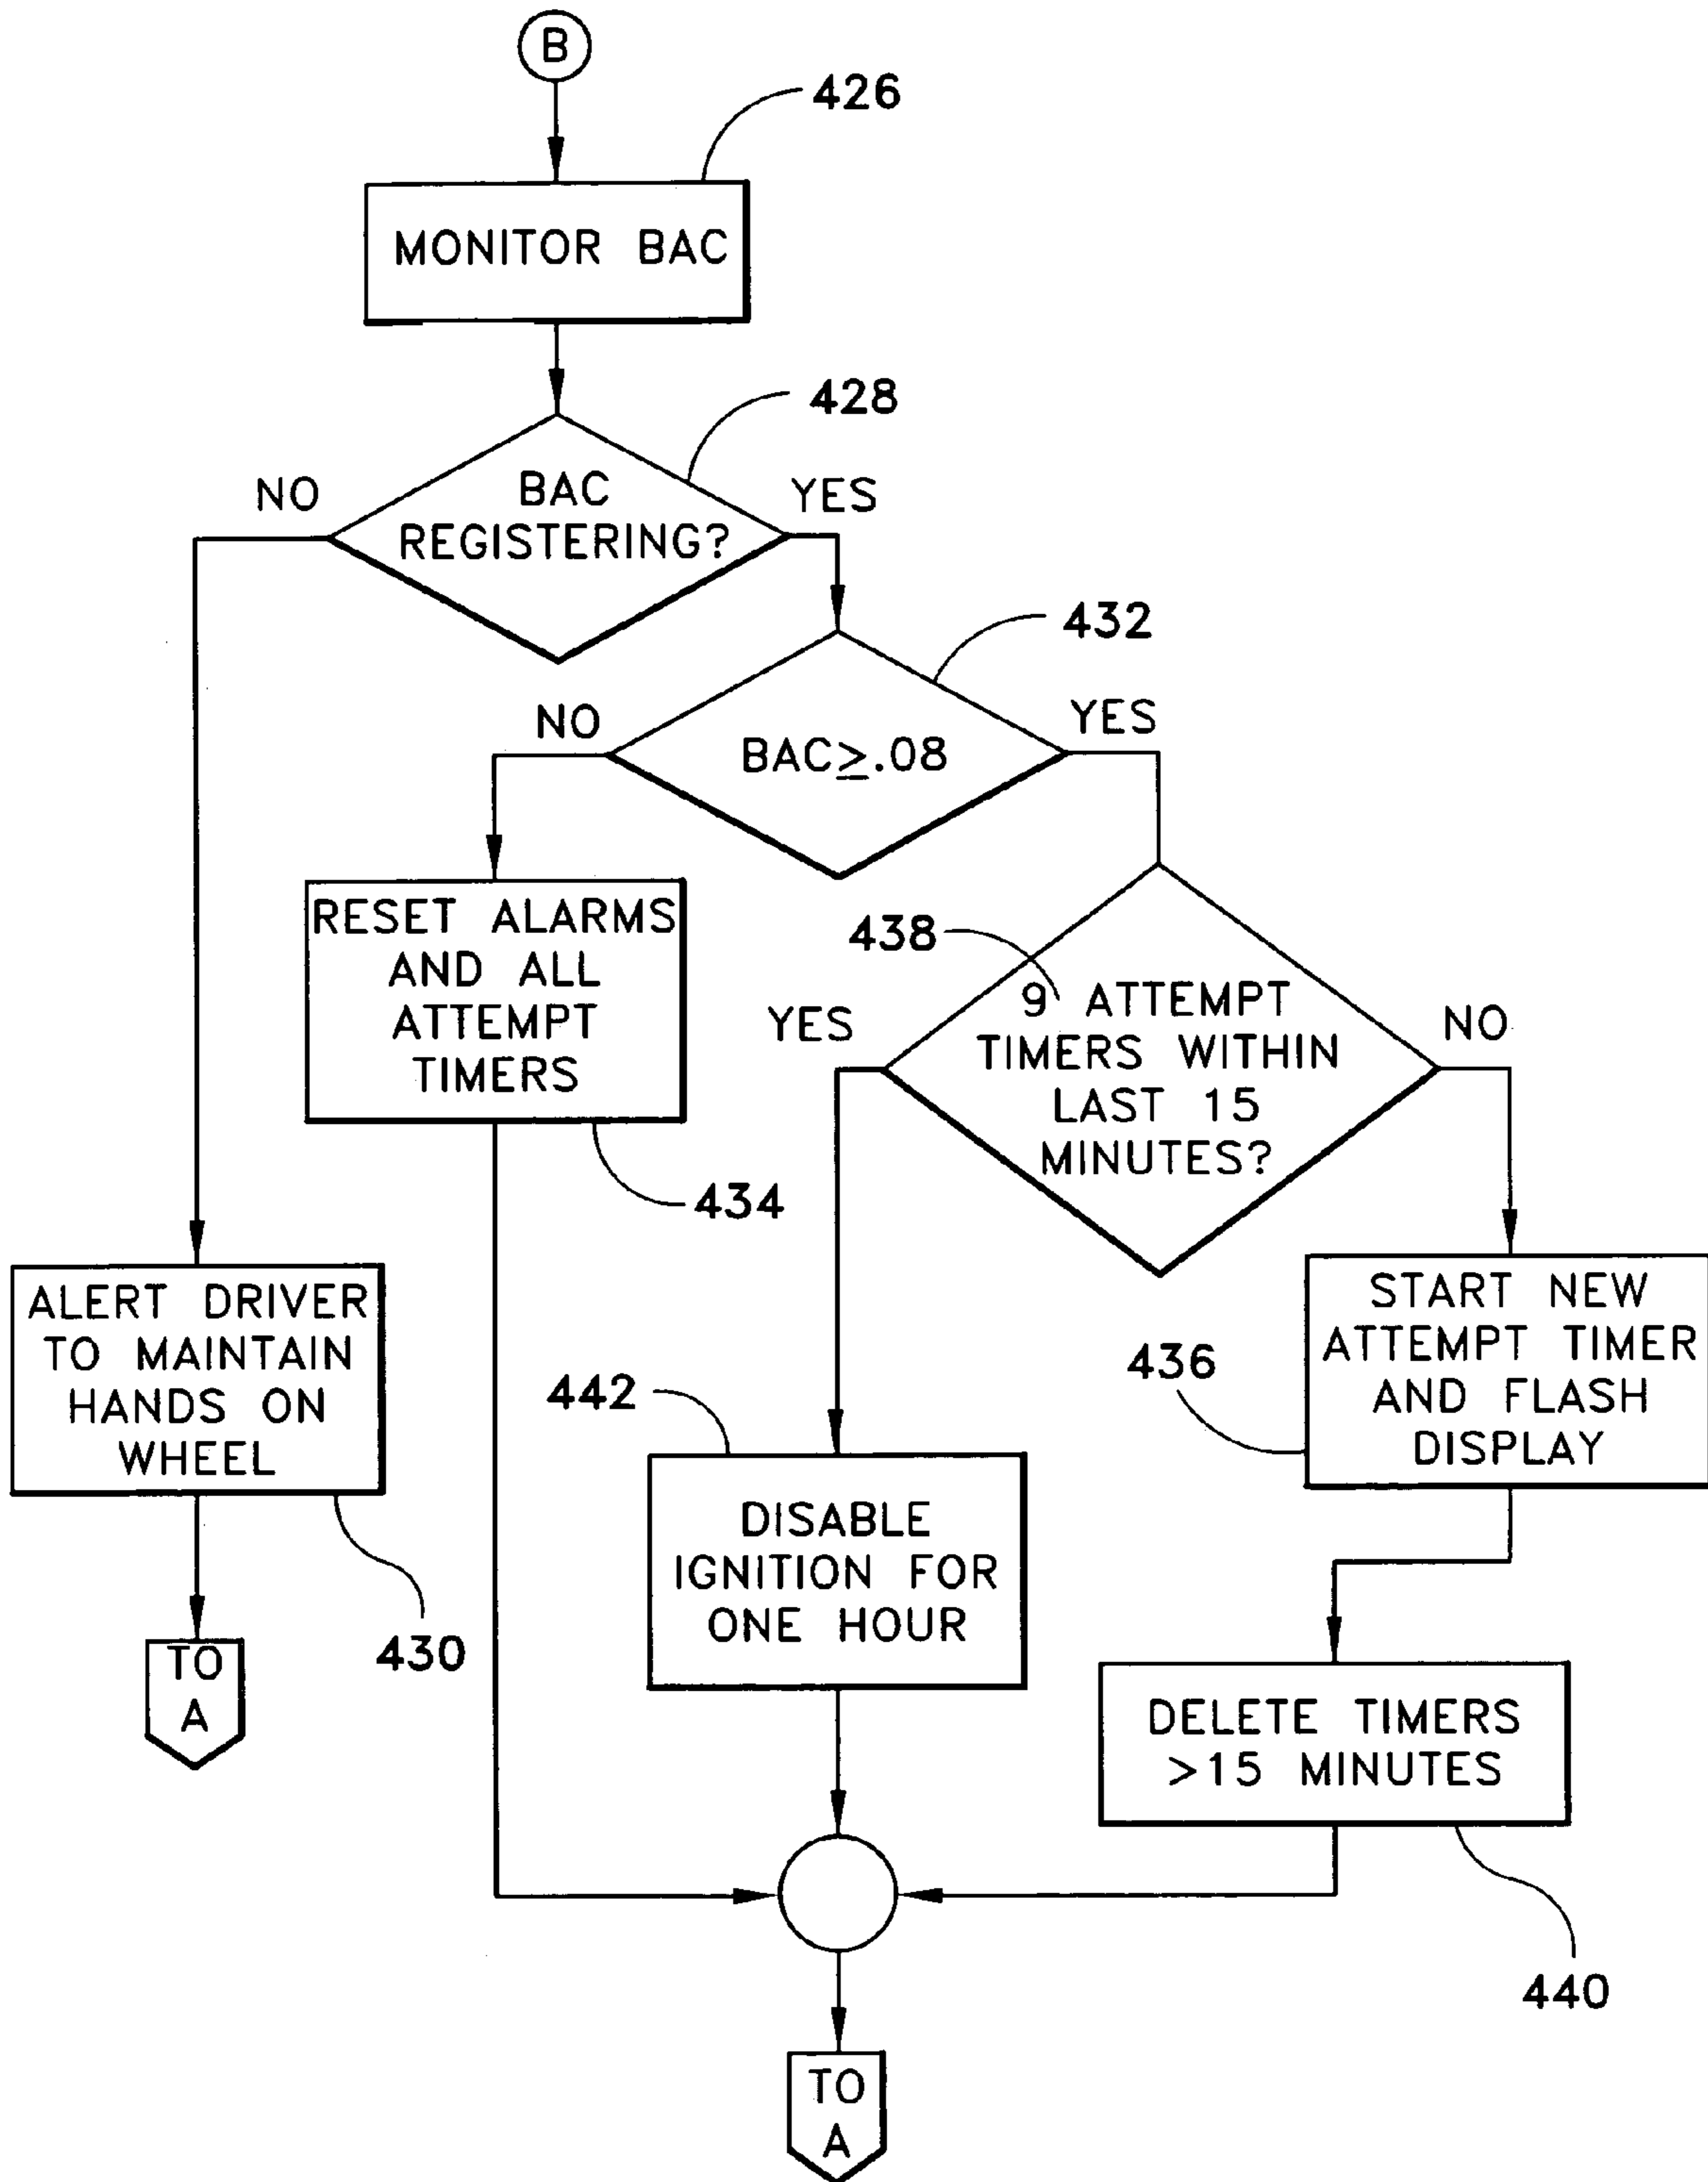 B
426
MONITOR BAC
428
NO
BAC
REGISTERING?
YES
432
NO
BAC≥.08
YES
RESET ALARMS
AND ALL
ATTEMPT
TIMERS
434
438
YES
9 ATTEMPT
TIMERS WITHIN
LAST 15
MINUTES?
NO
ALERT DRIVER
TO MAINTAIN
HANDS ON
WHEEL
430
TO
A
442
DISABLE
IGNITION FOR
ONE HOUR
START NEW
ATTEMPT TIMER
AND FLASH
DISPLAY
436
DELETE TIMERS
>15 MINUTES
440
TO
A